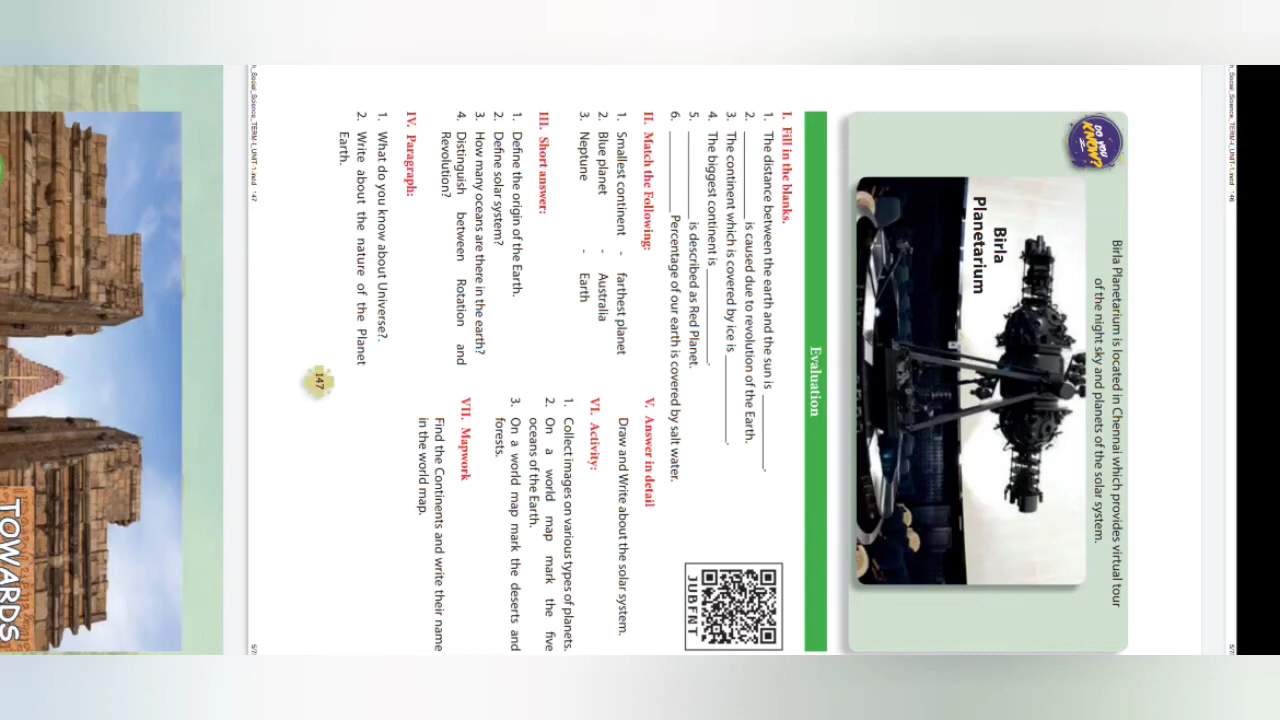 DO YOU
KNOW?
Birla Planetarium is located in Chennai which provides virtual tour
of the night sky and planets of the solar system.
Birla
Planetarium
Evaluation
I. Fill in the blanks.
1. The distance between the earth and the sun is ________.
2. ________ is caused due to revolution of the Earth.
3. The continent which is covered by ice is ________.
4. The biggest continent is ________.
5. ________ is described as Red Planet.
6. ________ Percentage of our earth is covered by salt water.
II. Match the Following:
1. Smallest continent - farthest planet
2. Blue planet - Australia
3. Neptune - Earth
III. Short answer:
1. Define the origin of the Earth.
2. Define solar system?
3. How many oceans are there in the earth?
4. Distinguish between Rotation and
Revolution?
IV. Paragraph:
1. What do you know about Universe?.
2. Write about the nature of the Planet
Earth.
JUBFNT
V. Answer in detail
Draw and Write about the solar system.
VI. Activity:
1. Collect images on various types of planets.
2. On a world map mark the five
oceans of the Earth.
3. On a world map mark the deserts and
forests.
VII. Mapwork
Find the Continents and write their name
in the world map.
147
TOWARDS